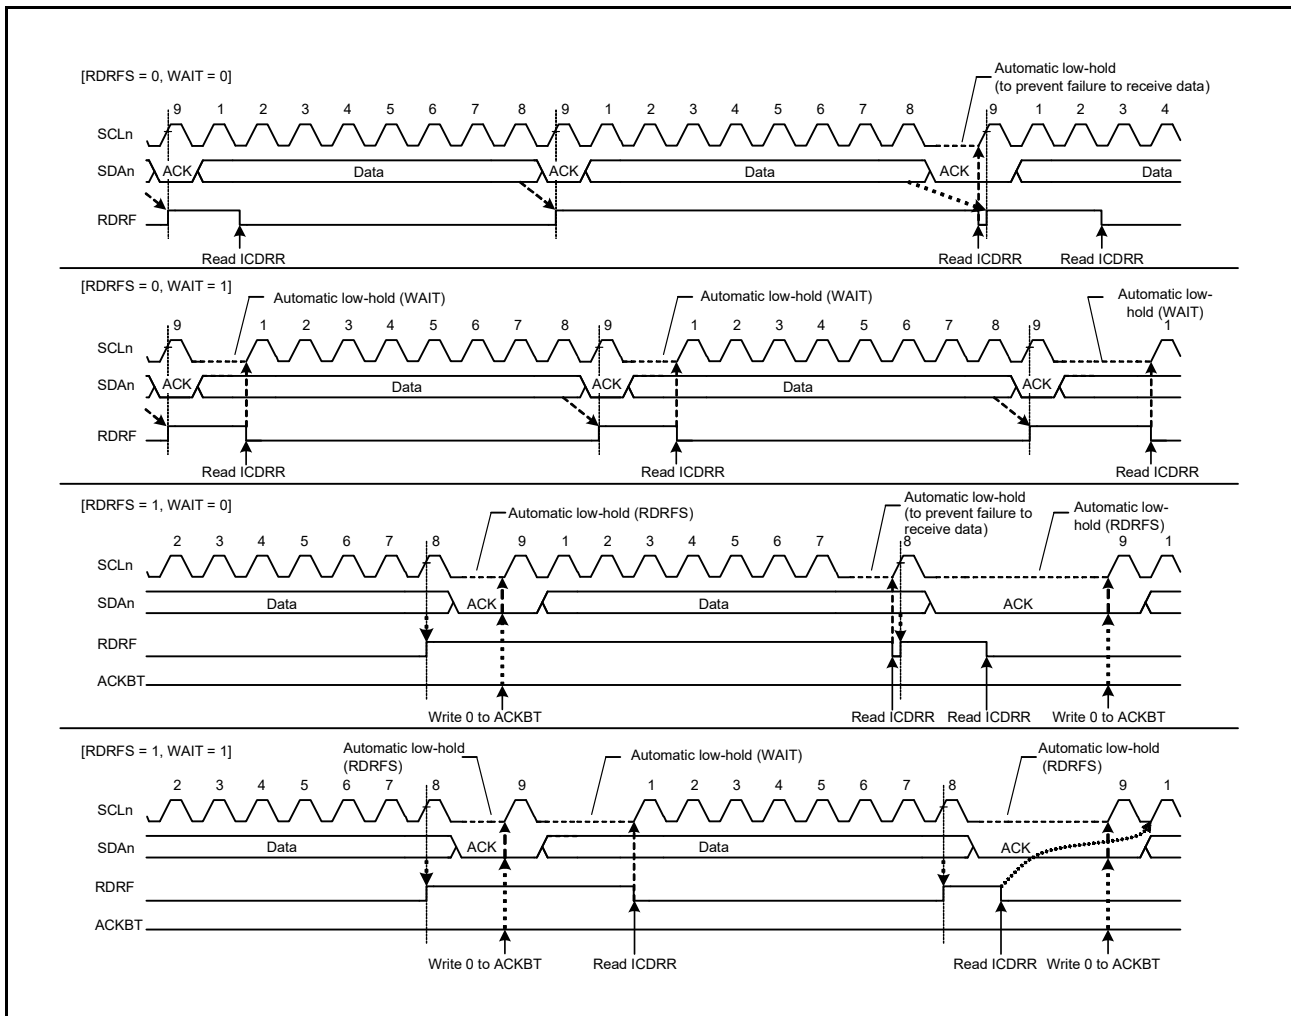 [RDRFS = 0, WAIT = 0]
Automatic low-hold
(to prevent failure to receive data)
9 1 2 3 4 5 6 7 8 9 1 2 3 4 5 6 7 8 9 1 2 3 4
SCLn
SDAn ACK Data ACK Data ACK Data
RDRF
Read ICDRR Read ICDRR Read ICDRR
[RDRFS = 0, WAIT = 1]
Automatic low-hold (WAIT) Automatic low-hold (WAIT) Automatic low-
hold (WAIT)
9 1 2 3 4 5 6 7 8 9 1 2 3 4 5 6 7 8 9 1
SCLn
SDAn ACK Data ACK Data ACK
RDRF
Read ICDRR Read ICDRR Read ICDRR
[RDRFS = 1, WAIT = 0]
Automatic low-hold (RDRFS)
Automatic low-hold
(to prevent failure to
receive data)
Automatic low-
hold (RDRFS)
2 3 4 5 6 7 8 9 1 2 3 4 5 6 7 8 9 1
SCLn
SDAn Data ACK Data ACK
RDRF
ACKBT
Write 0 to ACKBT Read ICDRR Read ICDRR Write 0 to ACKBT
[RDRFS = 1, WAIT = 1]
Automatic low-hold
(RDRFS)
Automatic low-hold (WAIT)
Automatic low-hold
(RDRFS)
2 3 4 5 6 7 8 9 1 2 3 4 5 6 7 8 9 1
SCLn
SDAn Data ACK Data ACK
RDRF
ACKBT
Write 0 to ACKBT Read ICDRR Read ICDRR Write 0 to ACKBT